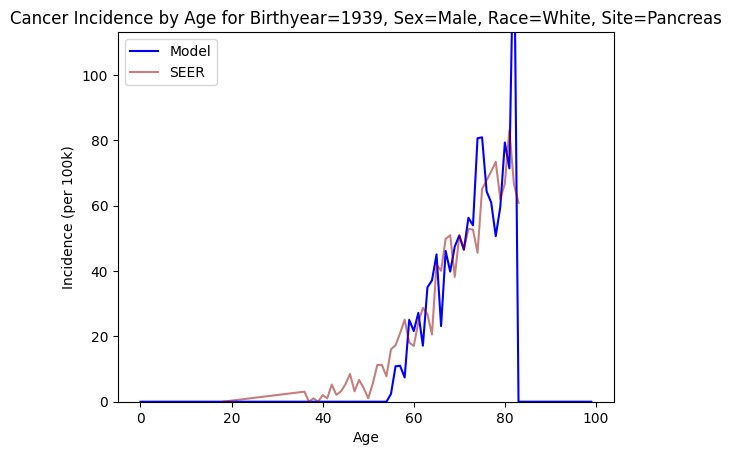 Cancer Incidence by Age for Birthyear=1939, Sex=Male, Race=White, Site=Pancreas
Model
SEER
100
80
60
40
20
0
Incidence (per 100k)
0 20 40 60 80 100
Age